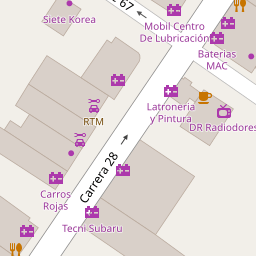 67
Siete Korea
Mobil Centro
De Lubricación
Baterias
MAC
Latronería
y Pintura
DR Radiodores
RTM
Carrera 28
Carros
Rojas
Tecni Subaru